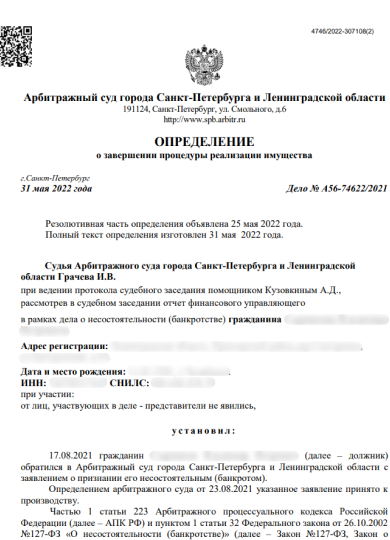 4746/2022-307108(2)
Арбитражный суд города Санкт-Петербурга и Ленинградской области
191124, Санкт-Петербург, ул. Смольного, д.6
http://www.spb.arbitr.ru
ОПРЕДЕЛЕНИЕ
о завершении процедуры реализации имущества
г.Санкт-Петербург
31 мая 2022 года Дело № А56-74622/2021
Резолютивная часть определения объявлена 25 мая 2022 года.
Полный текст определения изготовлен 31 мая 2022 года.
Судья Арбитражного суда города Санкт-Петербурга и Ленинградской
области Грачева И.В.
при ведении протокола судебного заседания помощником Кузовкиным А.Д.,
рассмотрев в судебном заседании отчет финансового управляющего
в рамках дела о несостоятельности (банкротстве) гражданина
Адрес регистрации:
Дата и место рождения:
ИНН: СНИЛС:
при участии:
от лиц, участвующих в деле - представители не явились,
установил:
17.08.2021 гражданин (далее – должник)
обратился в Арбитражный суд города Санкт-Петербурга и Ленинградской области с
заявлением о признании его несостоятельным (банкротом).
Определением арбитражного суда от 23.08.2021 указанное заявление принято к
производству.
Частью 1 статьи 223 Арбитражного процессуального кодекса Российской
Федерации (далее – АПК РФ) и пунктом 1 статьи 32 Федерального закона от 26.10.2002
№127-ФЗ «О несостоятельности (банкротстве)» (далее – Закон №127-ФЗ, Закон о